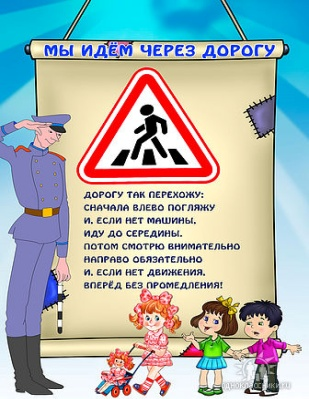 МЫ ИДЁМ ЧЕРЕЗ ДОРОГУ
ДОРОГУ ТАК ПЕРЕХОЖУ:
СНАЧАЛА ВЛЕВО ПОГЛЯЖУ
И, ЕСЛИ НЕТ МАШИНЫ,
ИДУ ДО СЕРЕДИНЫ.
ПОТОМ СМОТРЮ ВНИМАТЕЛЬНО
НАПРАВО ОБЯЗАТЕЛЬНО
И, ЕСЛИ НЕТ ДВИЖЕНИЯ,
ВПЕРЁД БЕЗ ПРОМЕДЛЕНИЯ!